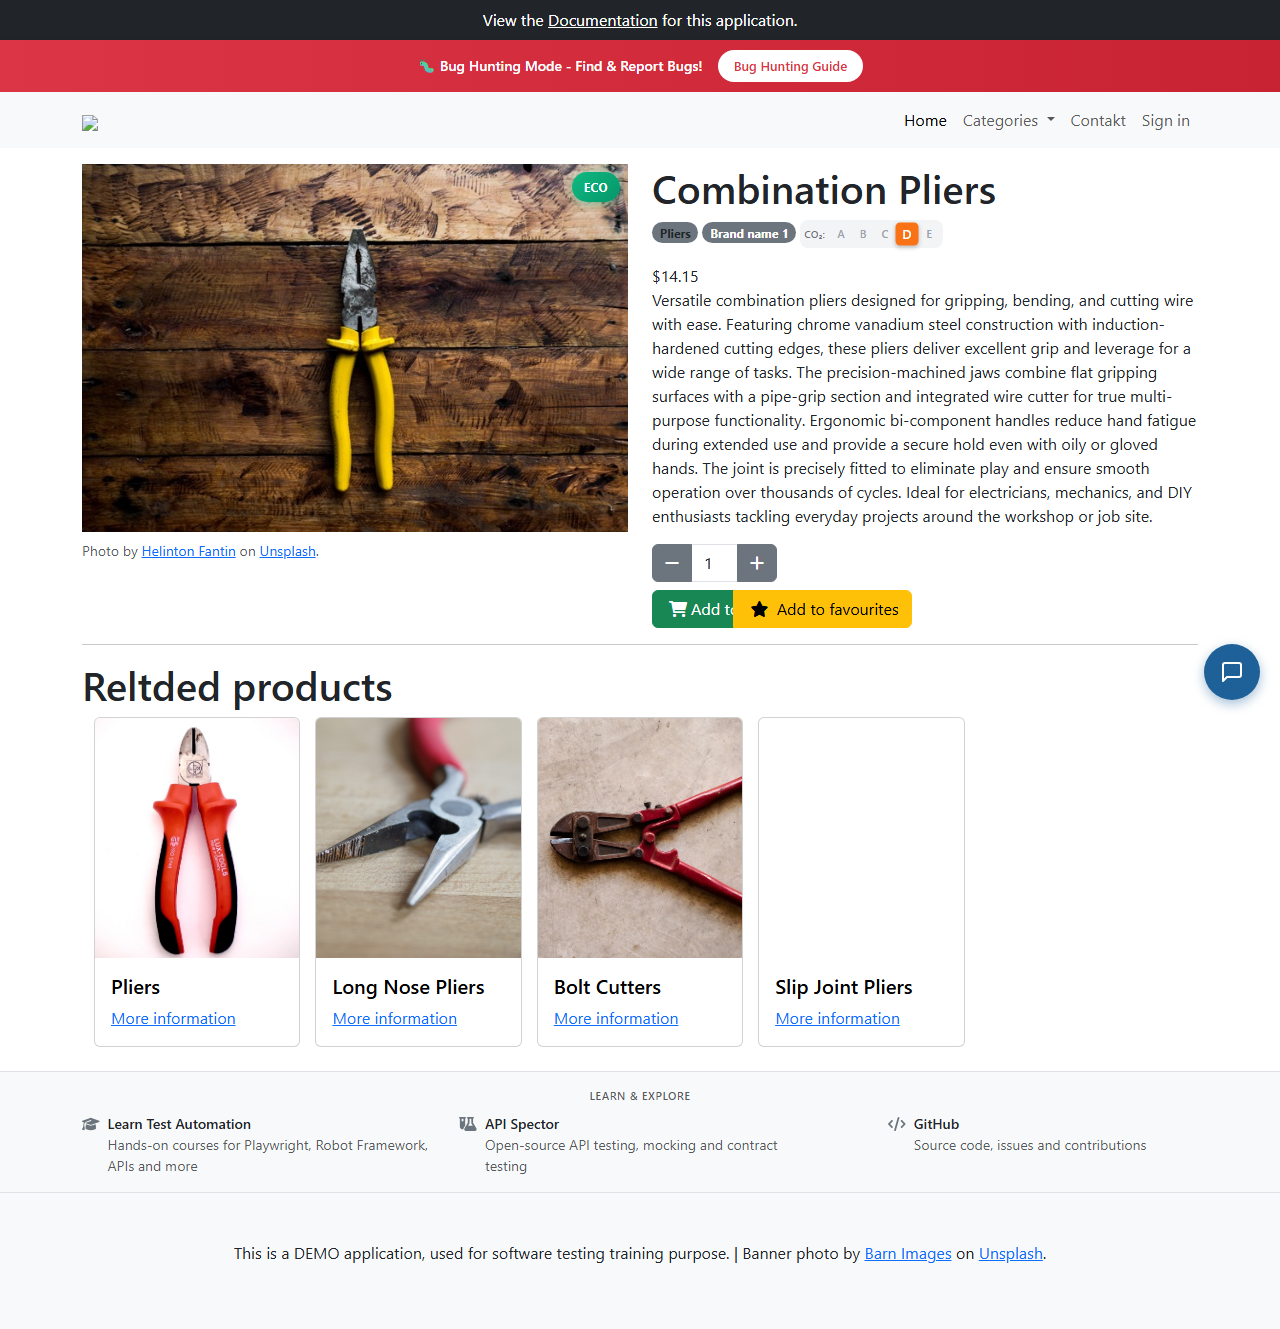 View the Documentation for this application.
Bug Hunting Mode - Find & Report Bugs! Bug Hunting Guide
Home Categories Contakt Sign in
ECO
Combination Pliers
Pliers Brand name 1 CO₂: A B C D E
$14.15
Versatile combination pliers designed for gripping, bending, and cutting wire
with ease. Featuring chrome vanadium steel construction with induction-
hardened cutting edges, these pliers deliver excellent grip and leverage for a
wide range of tasks. The precision-machined jaws combine flat gripping
surfaces with a pipe-grip section and integrated wire cutter for true multi-
purpose functionality. Ergonomic bi-component handles reduce hand fatigue
during extended use and provide a secure hold even with oily or gloved
hands. The joint is precisely fitted to eliminate play and ensure smooth
operation over thousands of cycles. Ideal for electricians, mechanics, and DIY
enthusiasts tackling everyday projects around the workshop or job site.
Photo by Helinton Fantin on Unsplash.
1
Add to Add to favourites
Reltded products
LUX-TOOLS
Pliers
More information
Long Nose Pliers
More information
Bolt Cutters
More information
Slip Joint Pliers
More information
LEARN & EXPLORE
Learn Test Automation
Hands-on courses for Playwright, Robot Framework,
APIs and more
API Spector
Open-source API testing, mocking and contract
testing
GitHub
Source code, issues and contributions
This is a DEMO application, used for software testing training purpose. | Banner photo by Barn Images on Unsplash.